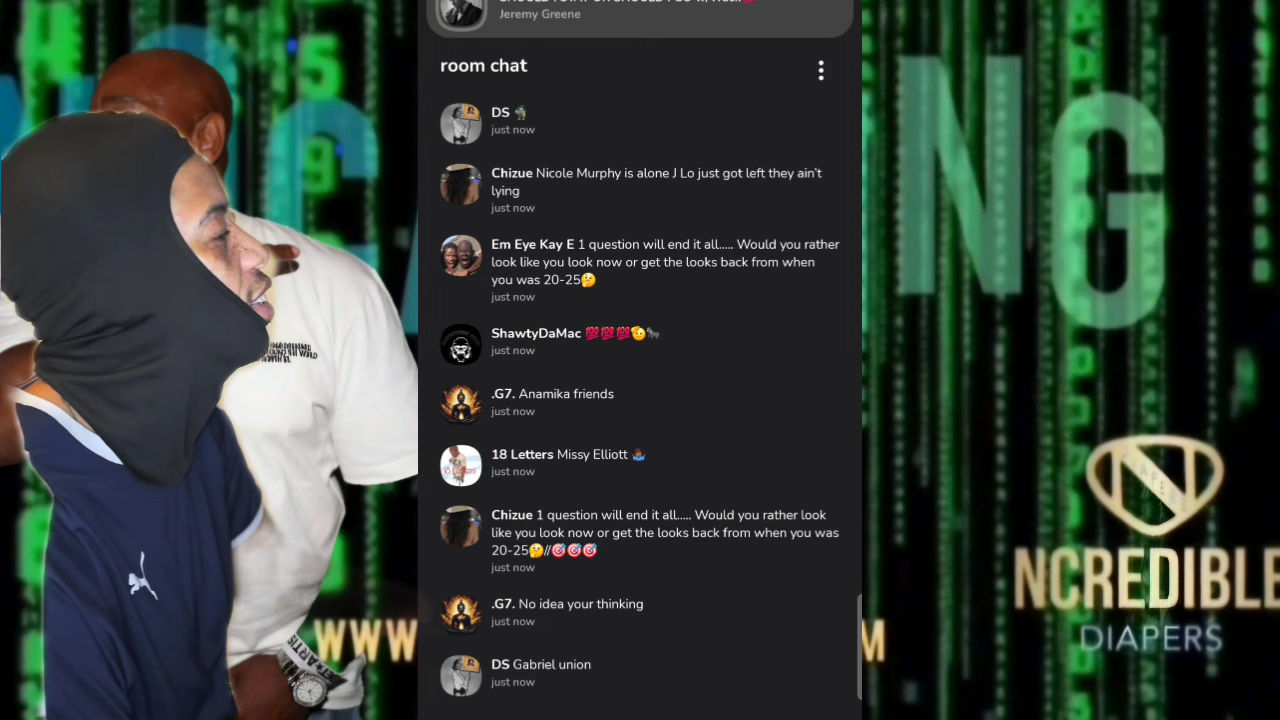 Jeremy Greene
room chat
DS 🧌
just now
Chizue Nicole Murphy is alone J Lo just got left they ain't
lying
just now
Em Eye Kay E 1 question will end it all..... Would you rather
look like you look now or get the looks back from when
you was 20-25🤔
just now
ShawtyDaMac 💯💯💯🫡🐜
just now
.G7. Anamika friends
just now
18 Letters Missy Elliott 🤷🏾‍♂️
just now
Chizue 1 question will end it all..... Would you rather look
like you look now or get the looks back from when you was
20-25🤔//🎯🎯🎯
just now
.G7. No idea your thinking
just now
DS Gabriel union
just now
NG
WWW
M
NCREDIBLE
DIAPERS